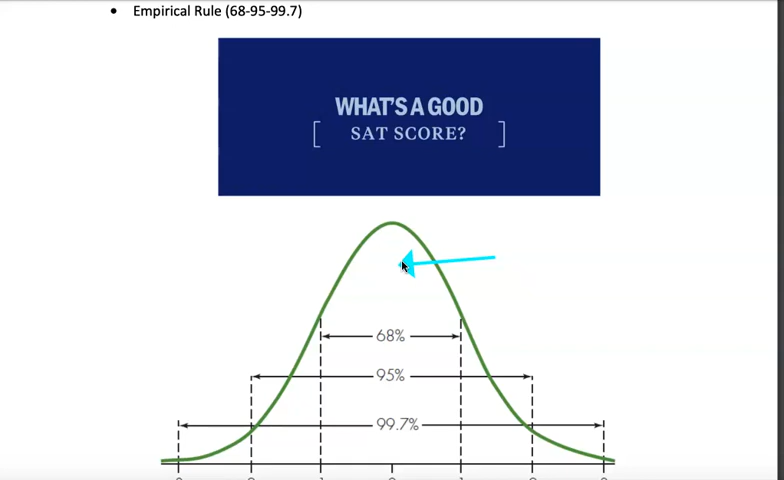 • Empirical Rule (68-95-99.7)
WHAT'S A GOOD
[ SAT SCORE? ]
68%
95%
99.7%